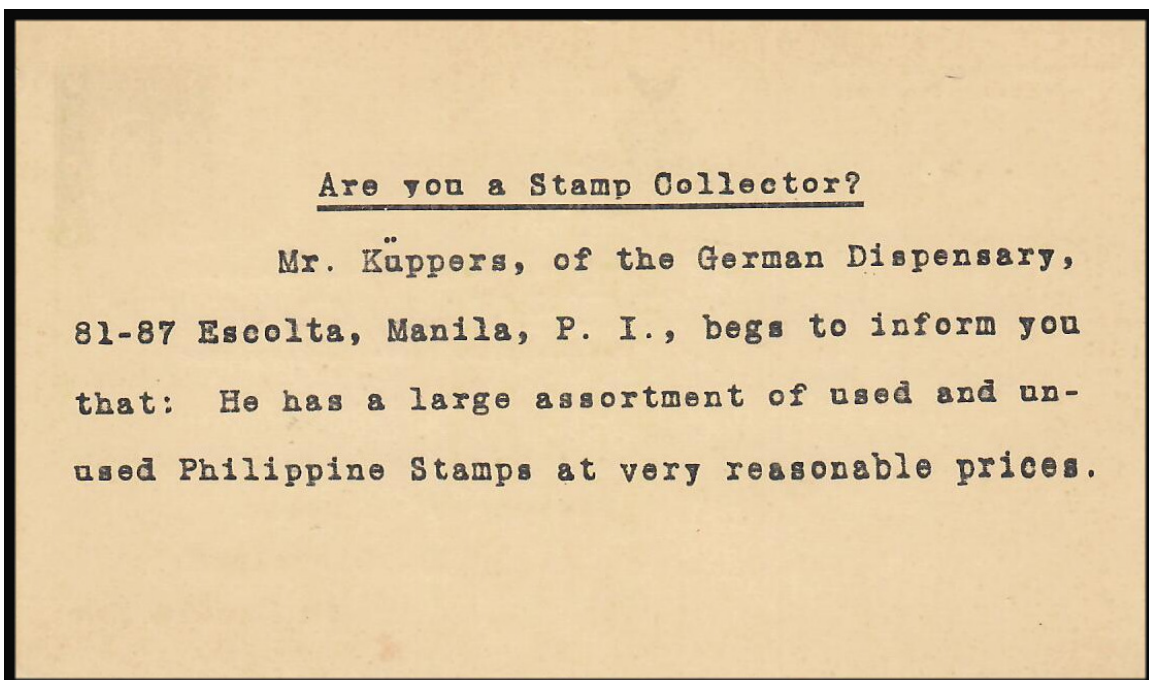 Are you a Stamp Collector?
Mr. Küppers, of the German Dispensary,
81-87 Escolta, Manila, P. I., begs to inform you
that: He has a large assortment of used and un-
used Philippine Stamps at very reasonable prices.